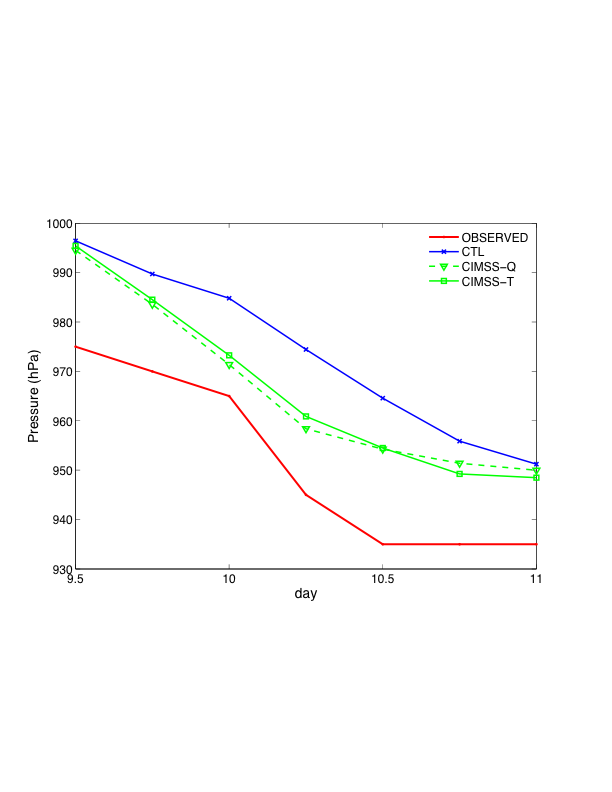 1000
990
980
970
960
950
940
930
9.5
10
10.5
11
day
Pressure (hPa)
OBSERVED
CTL
CIMSS−Q
CIMSS−T